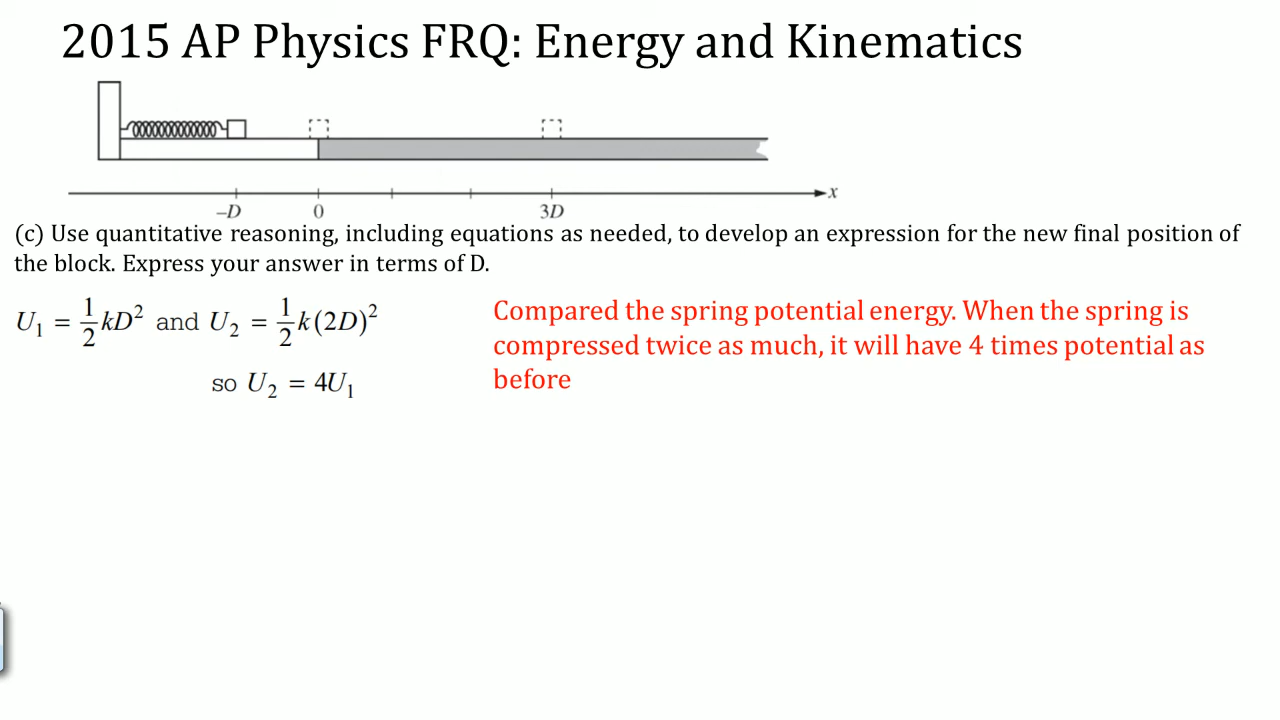 2015 AP Physics FRQ: Energy and Kinematics
x
–D 0 3D
(c) Use quantitative reasoning, including equations as needed, to develop an expression for the new final position of
the block. Express your answer in terms of D.
U₁ = ½kD² and U₂ = ½k(2D)²
so U₂ = 4U₁
Compared the spring potential energy. When the spring is
compressed twice as much, it will have 4 times potential as
before